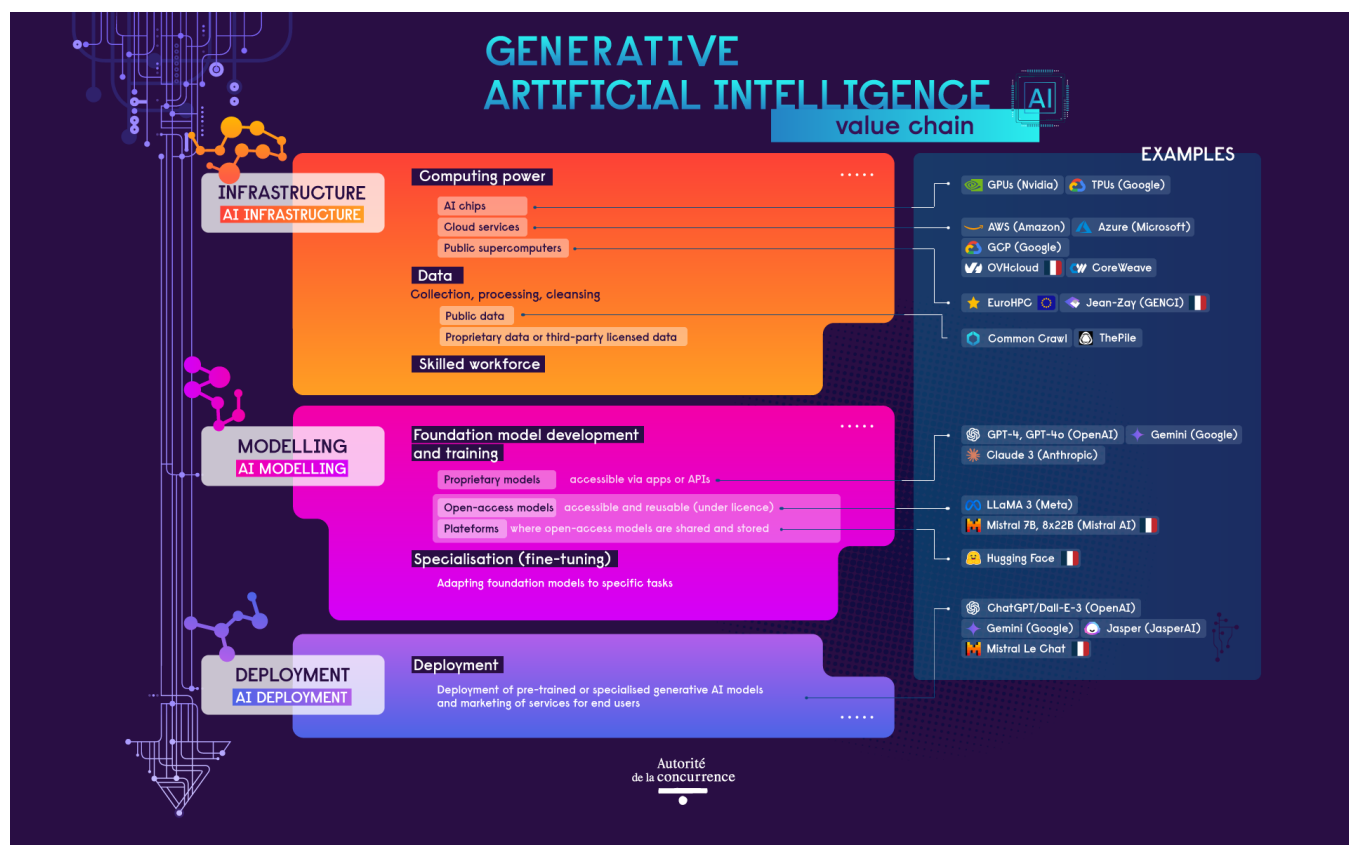 GENERATIVE
ARTIFICIAL INTELLIGENCE
AI
value chain
EXAMPLES
INFRASTRUCTURE
AI INFRASTRUCTURE
Computing power
AI chips
GPUs (Nvidia) TPUs (Google)
Cloud services
AWS (Amazon) Azure (Microsoft)
GCP (Google)
OVHcloud CoreWeave
Public supercomputers
EuroHPC Jean-Zay (GENCI)
Data
Collection, processing, cleansing
Public data
Common Crawl ThePile
Proprietary data or third-party licensed data
Skilled workforce
MODELLING
AI MODELLING
Foundation model development
and training
Proprietary models accessible via apps or APIs
GPT-4, GPT-4o (OpenAI) Gemini (Google)
Claude 3 (Anthropic)
Open-access models accessible and reusable (under licence)
LLaMA 3 (Meta)
Mistral 7B, 8x22B (Mistral AI)
Plateforms where open-access models are shared and stored
Hugging Face
Specialisation (fine-tuning)
Adapting foundation models to specific tasks
DEPLOYMENT
AI DEPLOYMENT
Deployment
Deployment of pre-trained or specialised generative AI models
and marketing of services for end users
ChatGPT/Dall-E-3 (OpenAI)
Gemini (Google) Jasper (JasperAI)
Mistral Le Chat
Autorité
de la concurrence